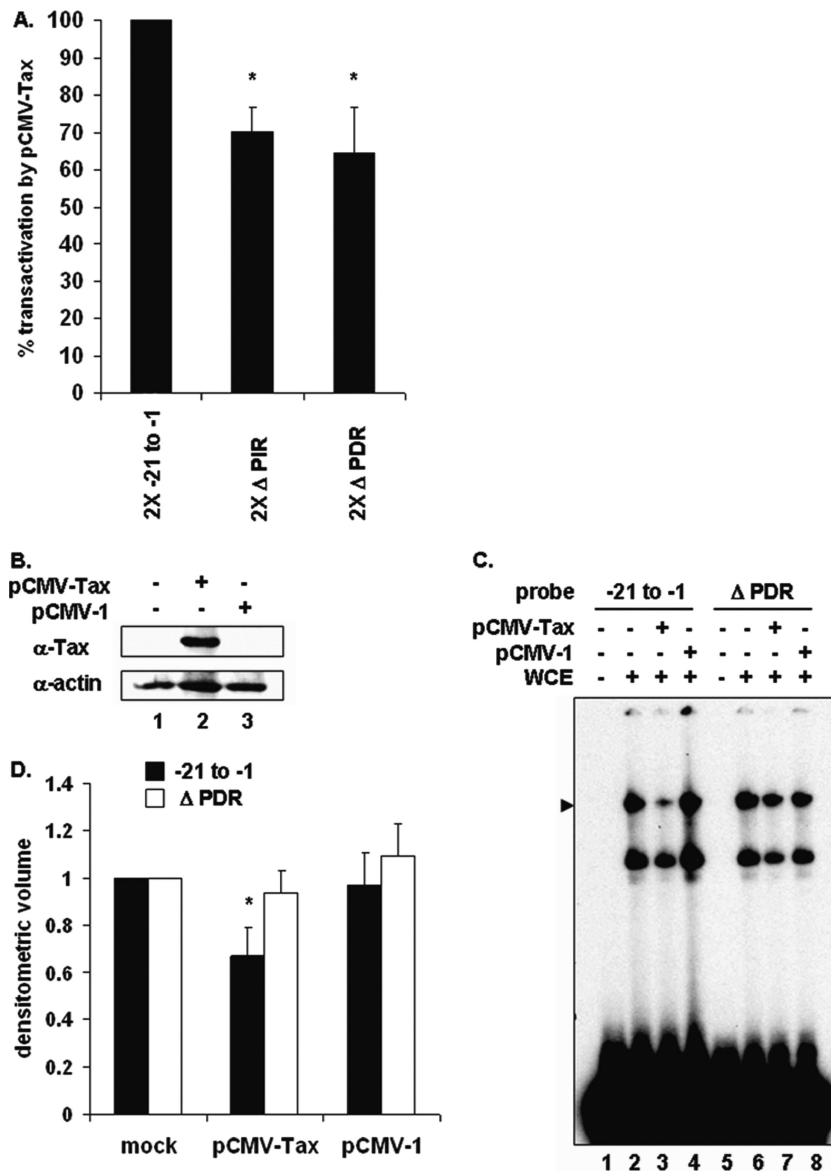 A.
% transactivation by pCMV-Tax
100
90
80
70
60
50
40
30
20
10
0
* *
2X -21 to -1
2X Δ PIR
2X Δ PDR
B.
pCMV-Tax - + -
pCMV-1 - - +
α-Tax
α-actin
1 2 3
C.
probe -21 to -1 Δ PDR
pCMV-Tax - - + - - - + -
pCMV-1 - - - + - - - +
WCE - + + + - + + +
1 2 3 4 5 6 7 8
D.
-21 to -1
Δ PDR
densitometric volume
1.4
1.2
1
0.8
0.6
0.4
0.2
0
*
mock pCMV-Tax pCMV-1